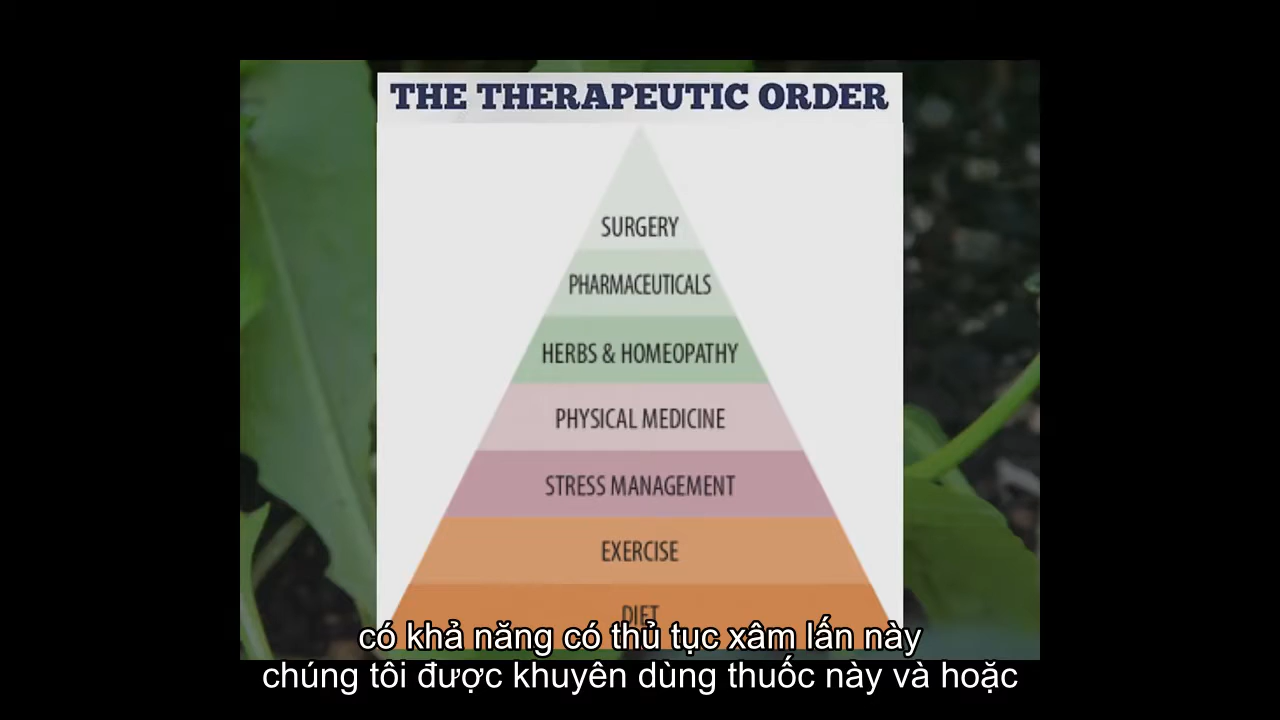 THE THERAPEUTIC ORDER
SURGERY
PHARMACEUTICALS
HERBS & HOMEOPATHY
PHYSICAL MEDICINE
STRESS MANAGEMENT
EXERCISE
DIET
có khả năng có thủ tục xâm lấn này
chúng tôi được khuyên dùng thuốc này và hoặc